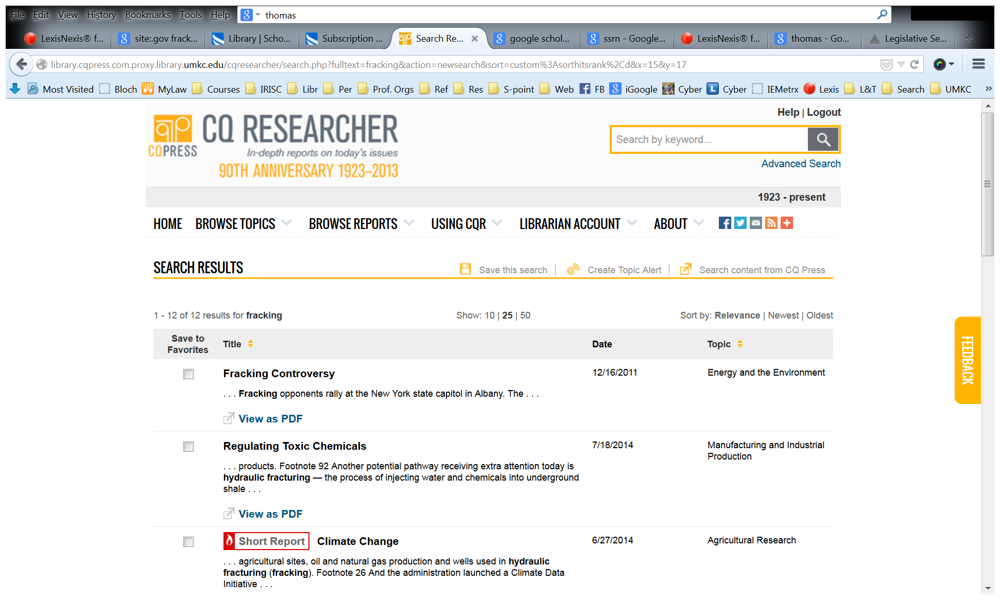 File Edit View History Bookmarks Tools Help thomas
LexisNexis® f... site:.gov frack... Library | Scho... Subscription ... Search Re... google schol... ssrn - Google... LexisNexis® f... thomas - Go... Legislative Se...
library.cqpress.com.proxy.library.umkc.edu/cqresearcher/search.php?fulltext=fracking&action=newsearch&sort=custom%3Asorthitsrank%2Cd&x=15&y=17
Most Visited Bloch MyLaw Courses IRISC Libr Per Prof. Orgs Ref Res S-point Web FB iGoogle Cyber Cyber IEMetrx Lexis L&T Search UMKC »
Help | Logout
CQ RESEARCHER
CQPRESS
In-depth reports on today's issues
90TH ANNIVERSARY 1923–2013
Search by keyword...
Advanced Search
1923 - present
HOME BROWSE TOPICS BROWSE REPORTS USING CQR LIBRARIAN ACCOUNT ABOUT
SEARCH RESULTS Save this search | Create Topic Alert | Search content from CQ Press
1 - 12 of 12 results for fracking Show: 10 | 25 | 50 Sort by: Relevance | Newest | Oldest
Save to Favorites Title Date Topic
Fracking Controversy 12/16/2011 Energy and the Environment
. . . Fracking opponents rally at the New York state capitol in Albany. The . . .
View as PDF
Regulating Toxic Chemicals 7/18/2014 Manufacturing and Industrial
Production
. . . products. Footnote 92 Another potential pathway receiving extra attention today is
hydraulic fracturing — the process of injecting water and chemicals into underground
shale . . .
View as PDF
Short Report Climate Change 6/27/2014 Agricultural Research
. . . agricultural sites, oil and natural gas production and wells used in hydraulic
fracturing (fracking). Footnote 26 And the administration launched a Climate Data
Initiative . . .
FEEDBACK